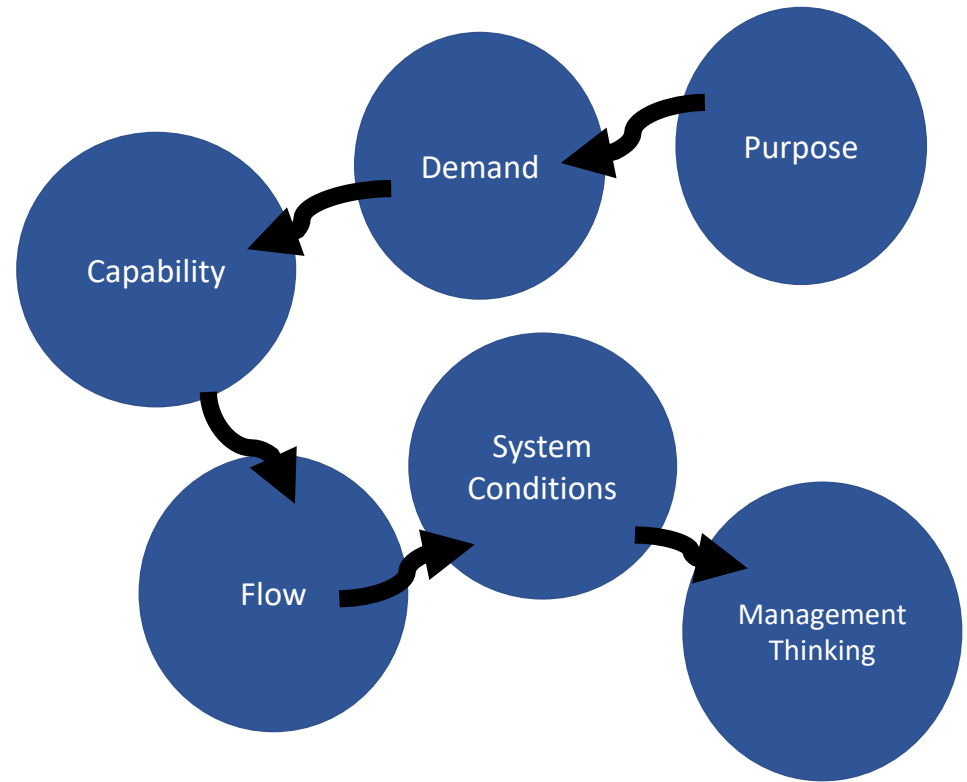 Purpose
Demand
Capability
Flow
System
Conditions
Management
Thinking